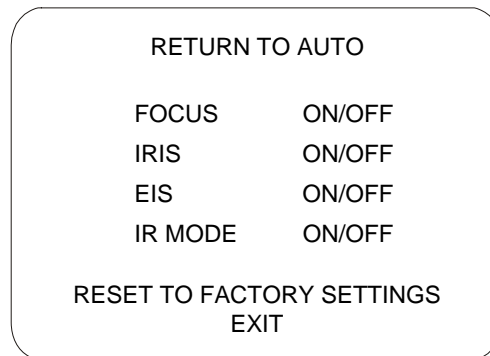 RETURN TO AUTO
FOCUS ON/OFF
IRIS ON/OFF
EIS ON/OFF
IR MODE ON/OFF
RESET TO FACTORY SETTINGS
EXIT